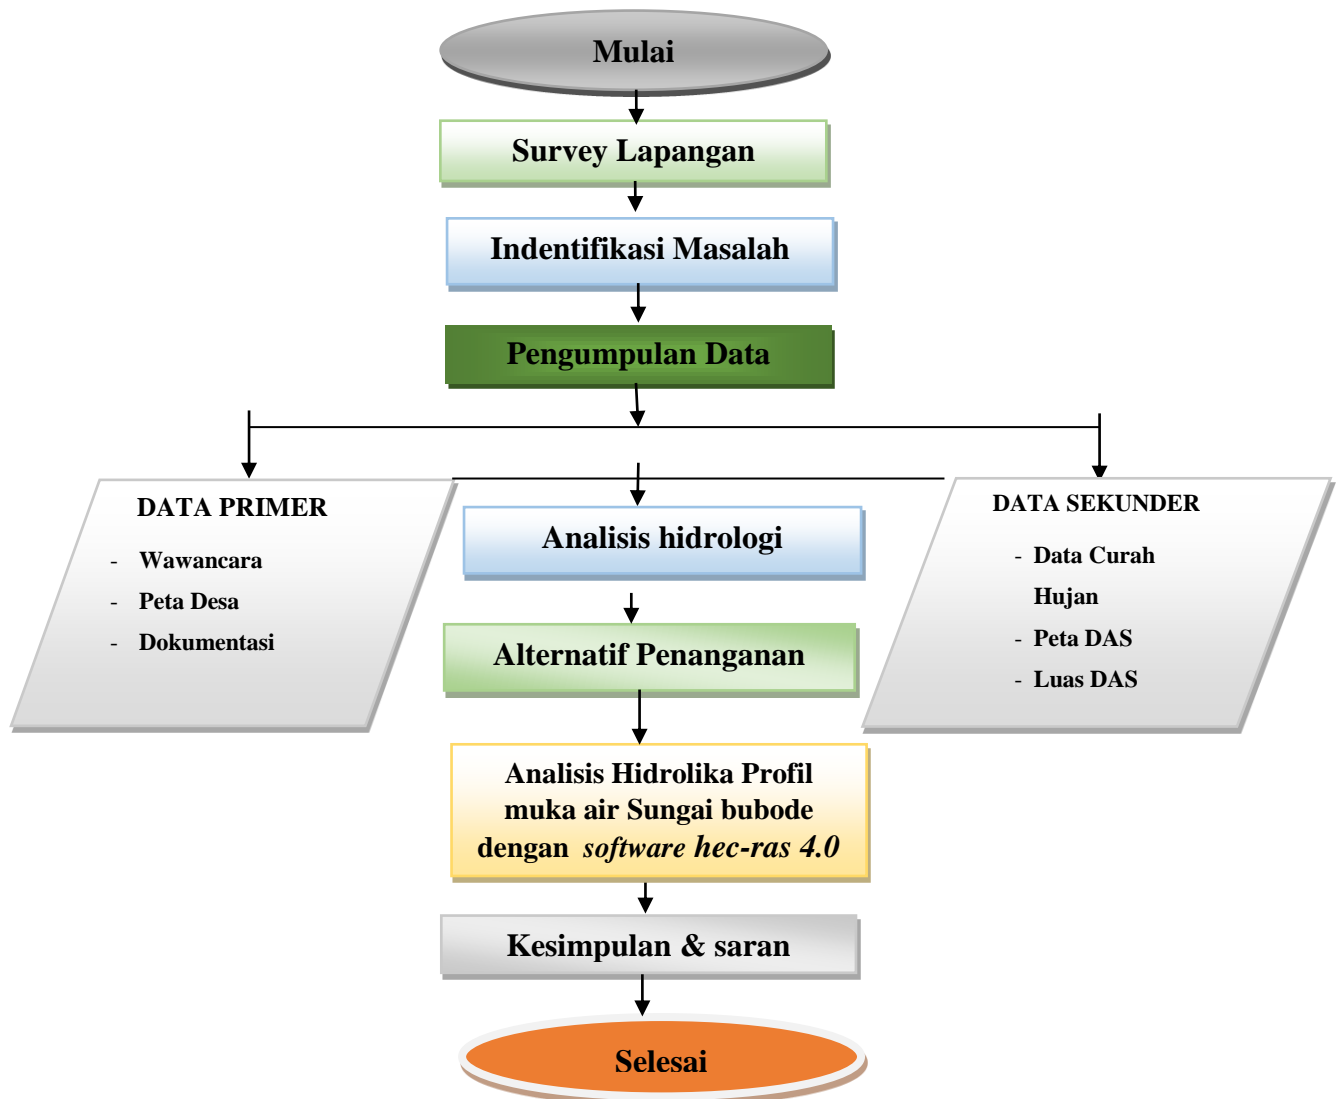 Mulai
Survey Lapangan
Indentifikasi Masalah
Pengumpulan Data
DATA PRIMER
- Wawancara
- Peta Desa
- Dokumentasi
DATA SEKUNDER
- Data Curah
Hujan
- Peta DAS
- Luas DAS
Analisis hidrologi
Alternatif Penanganan
Analisis Hidrolika Profil
muka air Sungai bubode
dengan software hec-ras 4.0
Kesimpulan & saran
Selesai